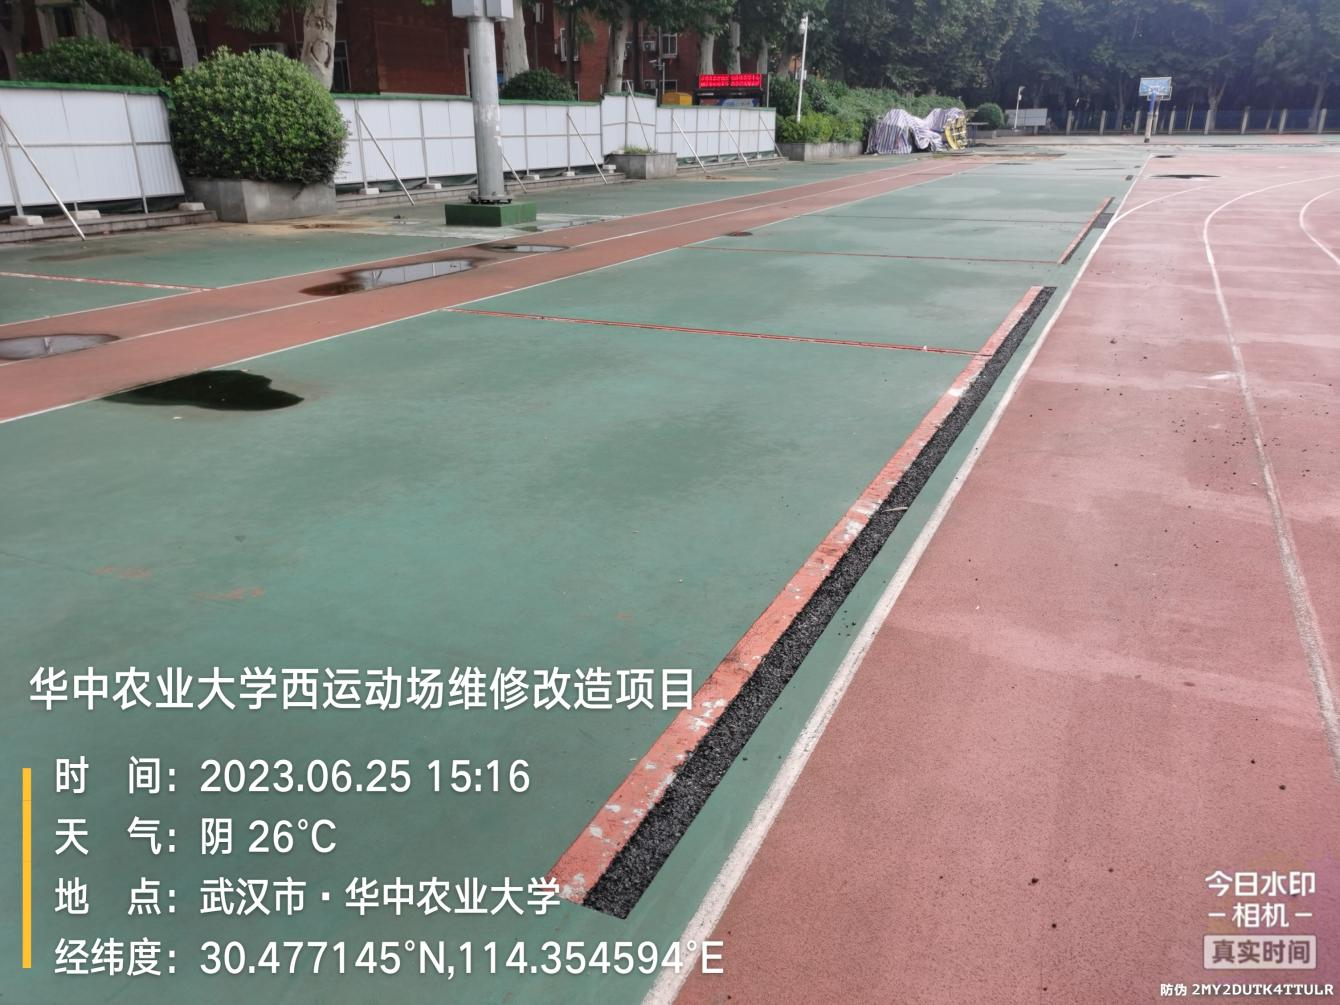 华中农业大学西运动场维修改造项目
时 间：2023.06.25 15:16
天 气：阴 26°C
地 点：武汉市·华中农业大学
经纬度：30.477145°N,114.354594°E
今日水印
相机
真实时间
防伪 2MY2DUTK4TTULR